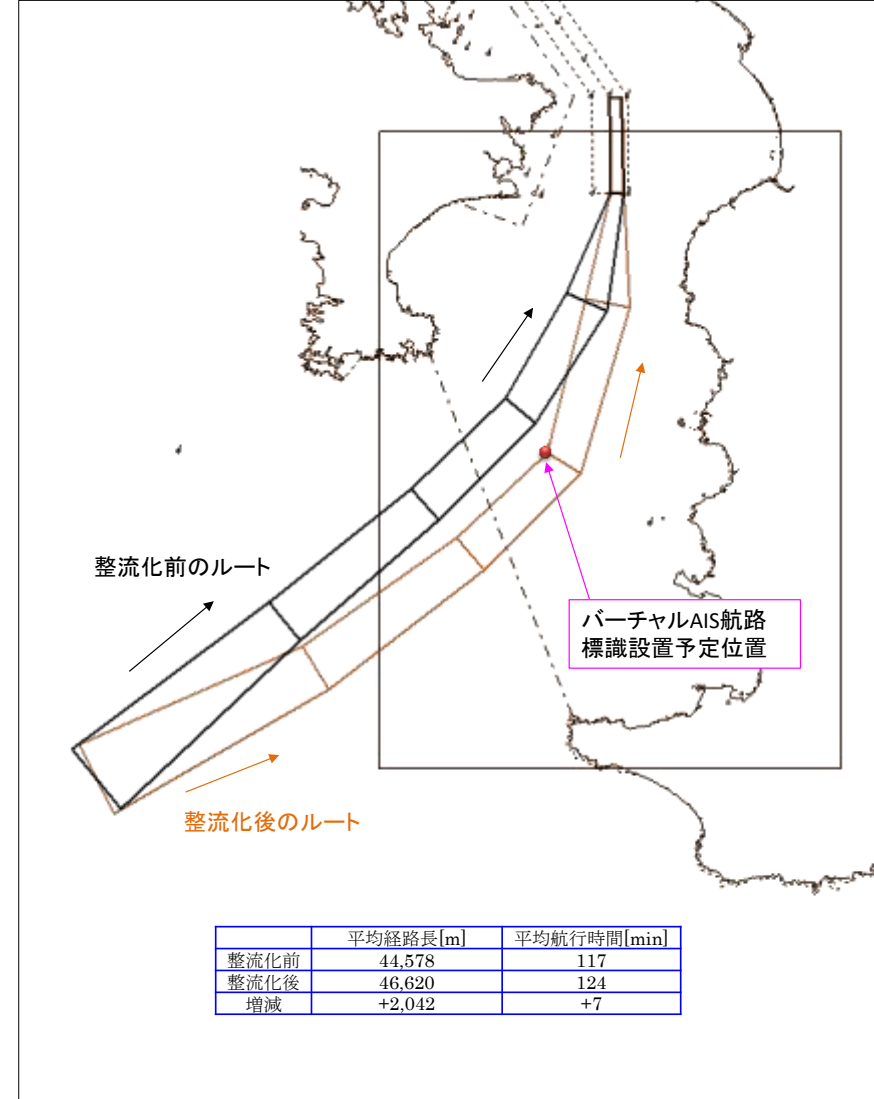 整流化前のルート
バーチャルAIS航路
標識設置予定位置
整流化後のルート
平均経路長[m] 平均航行時間[min]
整流化前 44,578 117
整流化後 46,620 124
増減 +2,042 +7